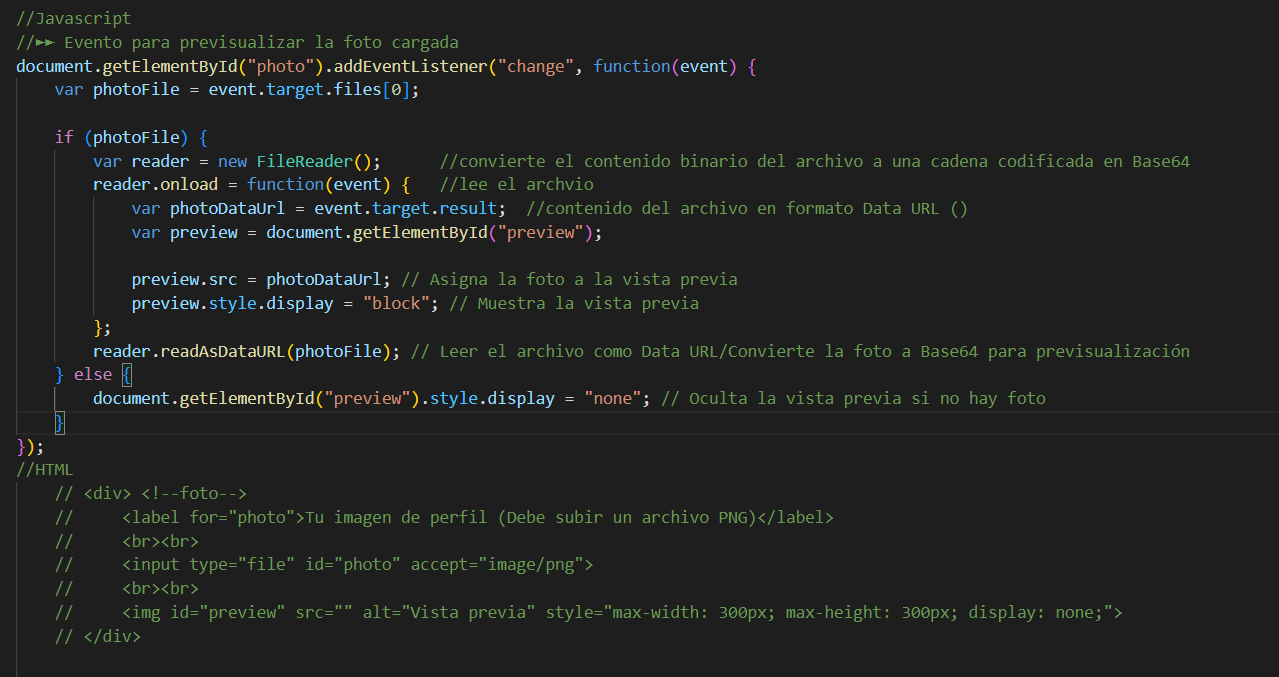 //Javascript
//►► Evento para previsualizar la foto cargada
document.getElementById("photo").addEventListener("change", function(event) {
    var photoFile = event.target.files[0];

    if (photoFile) {
        var reader = new FileReader();      //convierte el contenido binario del archivo a una cadena codificada en Base64
        reader.onload = function(event) {   //lee el archvio
            var photoDataUrl = event.target.result;  //contenido del archivo en formato Data URL ()
            var preview = document.getElementById("preview");

            preview.src = photoDataUrl; // Asigna la foto a la vista previa
            preview.style.display = "block"; // Muestra la vista previa
        };
        reader.readAsDataURL(photoFile); // Leer el archivo como Data URL/Convierte la foto a Base64 para previsualización
    } else {
        document.getElementById("preview").style.display = "none"; // Oculta la vista previa si no hay foto
    }
});
//HTML
    // <div> <!--foto-->
    //     <label for="photo">Tu imagen de perfil (Debe subir un archivo PNG)</label>
    //     <br><br>
    //     <input type="file" id="photo" accept="image/png">
    //     <br><br>
    //     <img id="preview" src="" alt="Vista previa" style="max-width: 300px; max-height: 300px; display: none;">
    // </div>